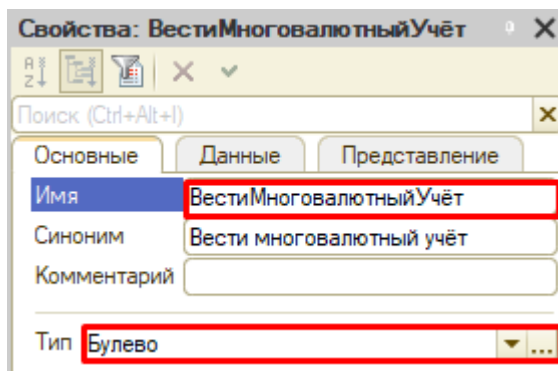 Свойства: ВестиМноговалютныйУчёт
Поиск (Ctrl+Alt+I)
Основные Данные Представление
Имя ВестиМноговалютныйУчёт
Синоним Вести многовалютный учёт
Комментарий
Тип Булево ...